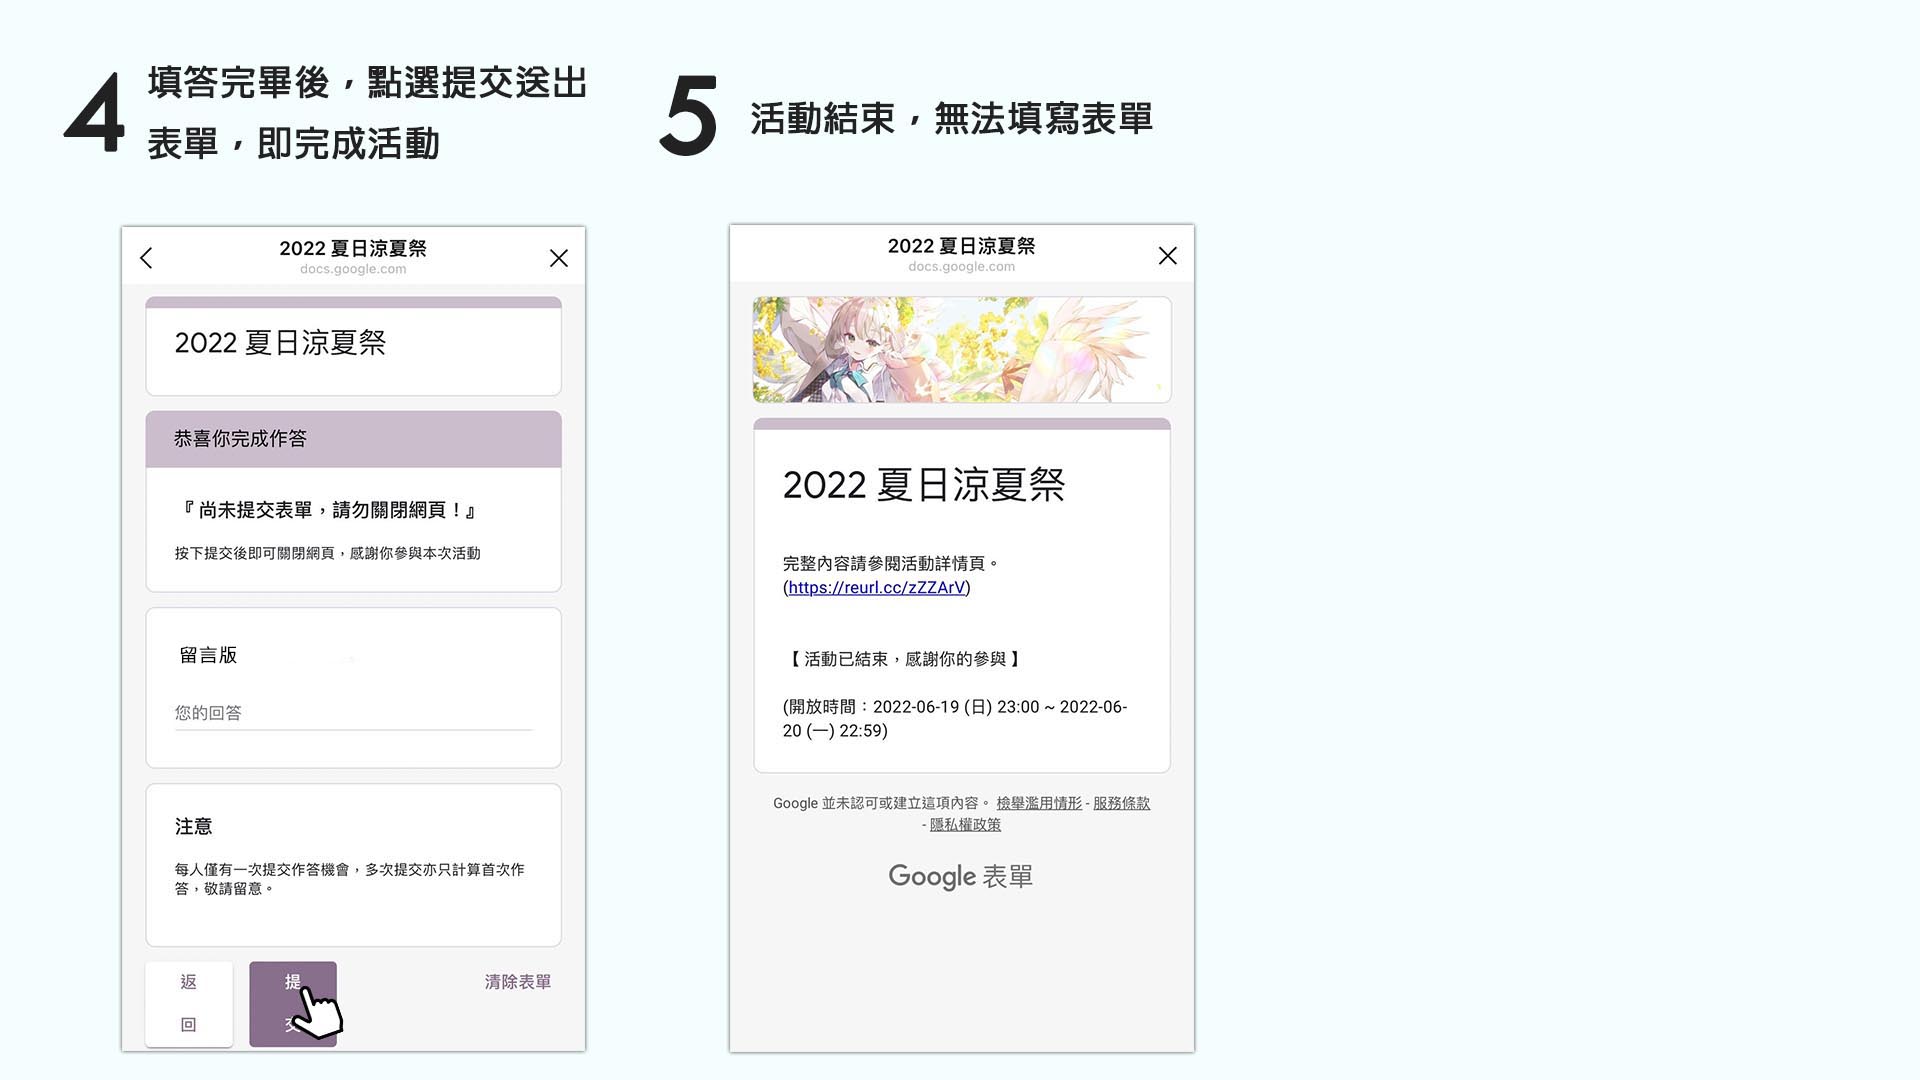 4
填答完畢後，點選提交送出
表單，即完成活動
2022 夏日涼夏祭
docs.google.com
2022 夏日涼夏祭
恭喜你完成作答
『 尚未提交表單，請勿關閉網頁！』
按下提交後即可關閉網頁，感謝你參與本次活動
留言版
您的回答
注意
每人僅有一次提交作答機會，多次提交亦只計算首次作
答，敬請留意。
返
回
提
交
清除表單
5
活動結束，無法填寫表單
2022 夏日涼夏祭
docs.google.com
2022 夏日涼夏祭
完整內容請參閱活動詳情頁。
(https://reurl.cc/zZZArV)
【 活動已結束，感謝你的參與 】
(開放時間：2022-06-19 (日) 23:00 ~ 2022-06-
20 (一) 22:59)
Google 並未認可或建立這項內容。 檢舉濫用情形 - 服務條款
- 隱私權政策
Google 表單